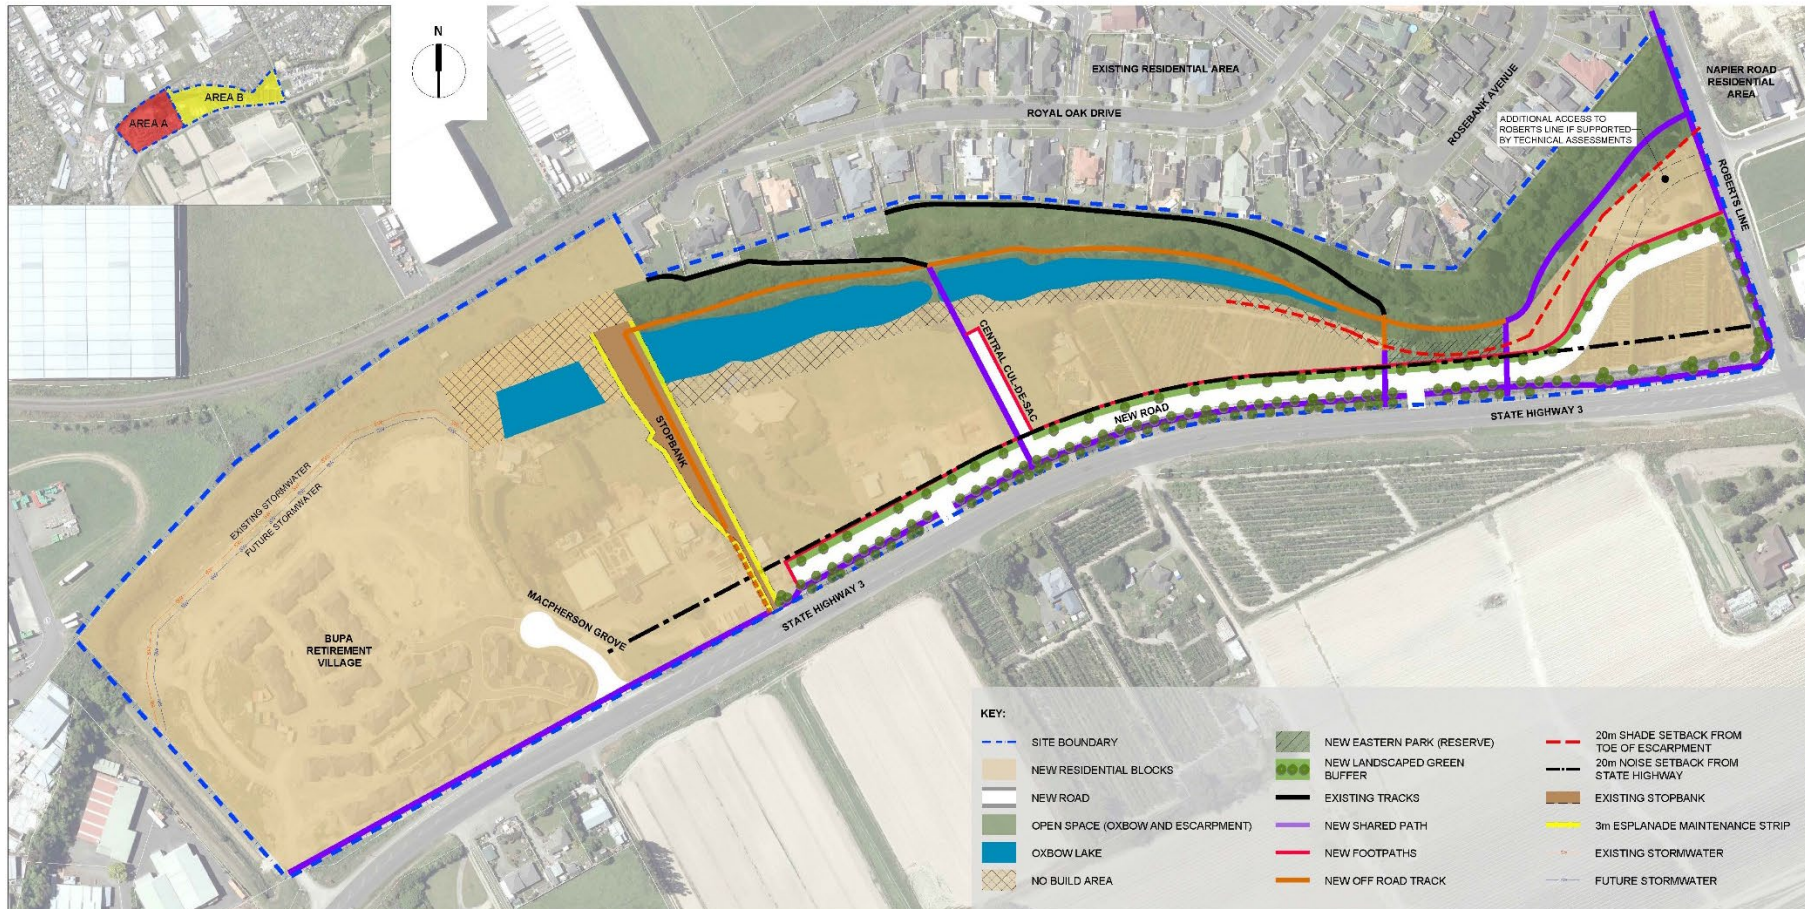 AREA A
AREA B
N
EXISTING RESIDENTIAL AREA
ROYAL OAK DRIVE
ROSEBANK AVENUE
NAPIER ROAD
RESIDENTIAL
AREA
ADDITIONAL ACCESS TO
ROBERTS LINE IF SUPPORTED
BY TECHNICAL ASSESSMENTS
ROBERTS LINE
CENTRAL CUL-DE-SAC
NEW ROAD
STATE HIGHWAY 3
STOPBANK
EXISTING STORMWATER
FUTURE STORMWATER
MACPHERSON GROVE
STATE HIGHWAY 3
BUPA
RETIREMENT
VILLAGE
KEY:
SITE BOUNDARY
NEW RESIDENTIAL BLOCKS
NEW ROAD
OPEN SPACE (OXBOW AND ESCARPMENT)
OXBOW LAKE
NO BUILD AREA
NEW EASTERN PARK (RESERVE)
NEW LANDSCAPED GREEN
BUFFER
EXISTING TRACKS
NEW SHARED PATH
NEW FOOTPATHS
NEW OFF ROAD TRACK
20m SHADE SETBACK FROM
TOE OF ESCARPMENT
20m NOISE SETBACK FROM
STATE HIGHWAY
EXISTING STOPBANK
3m ESPLANADE MAINTENANCE STRIP
EXISTING STORMWATER
FUTURE STORMWATER